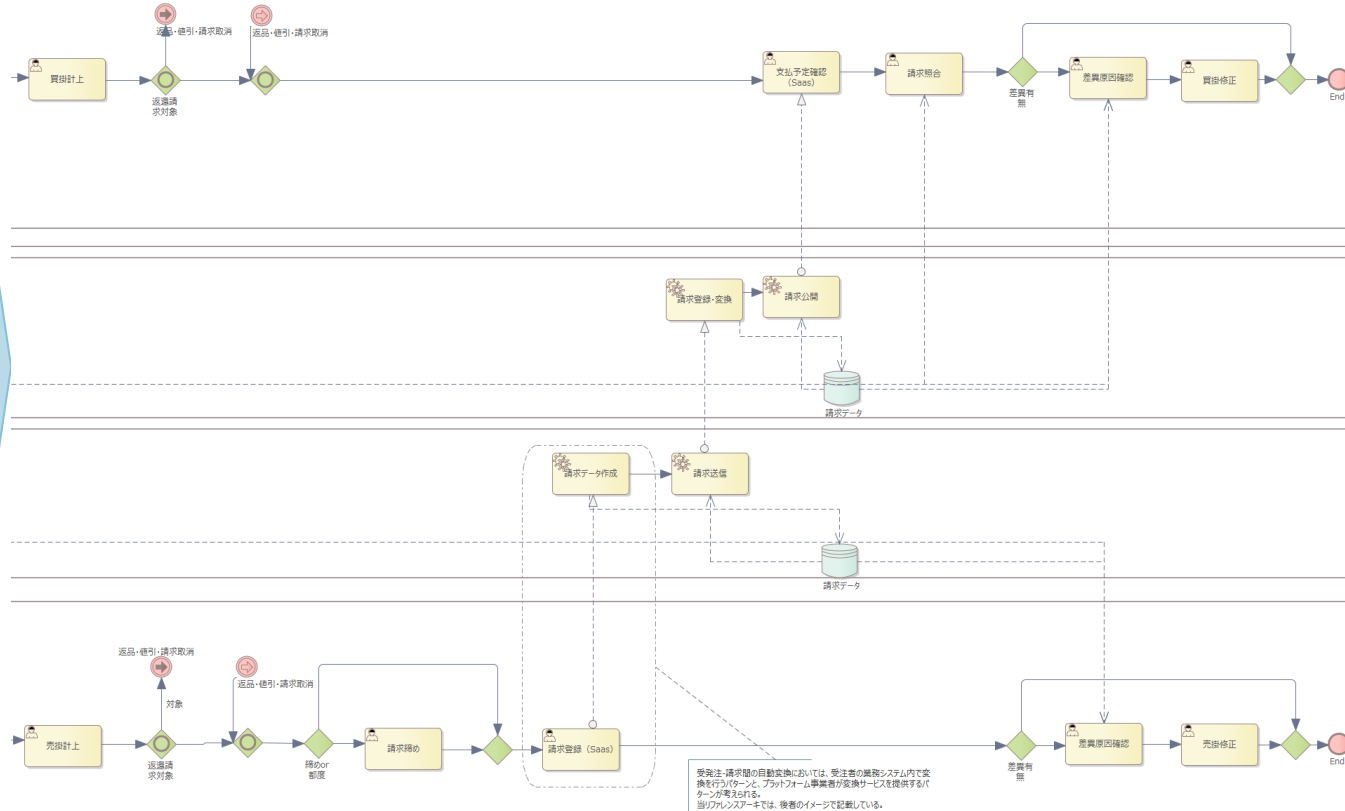 返品・値引・請求取消
返品・値引・請求取消
買掛計上
返還請
求対象
支払予定確認
(Saas)
請求照合
差異有
無
差異原因確認
買掛修正
End
請求登録・変換
請求公開
請求データ
請求データ作成
請求送信
請求データ
返品・値引・請求取消
返品・値引・請求取消
対象
売掛計上
返還請
求対象
締めor
都度
請求締め
請求登録（Saas）
差異有
無
差異原因確認
売掛修正
End
受発注-請求間の自動変換においては、受注者の業務システム内で変
換を行うパターンと、プラットフォーム事業者が変換サービスを提供するパ
ターンが考えられる。
当リファレンスアーキでは、後者のイメージで記載している。